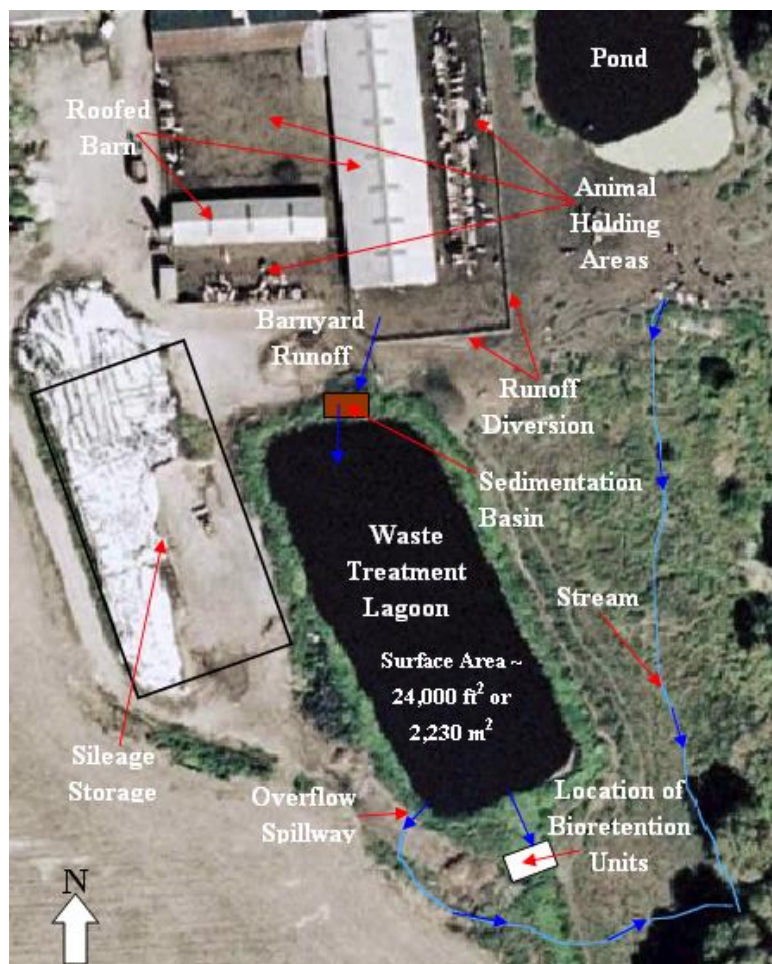 Pond
Roofed
Barn
Animal
Holding
Areas
Barnyard
Runoff
Runoff
Diversion
Sedimentation
Basin
Waste
Treatment
Lagoon
Stream
Surface Area ~
24,000 ft² or
2,230 m²
Sileage
Storage
Overflow
Spillway
Location of
Bioretention
Units
N